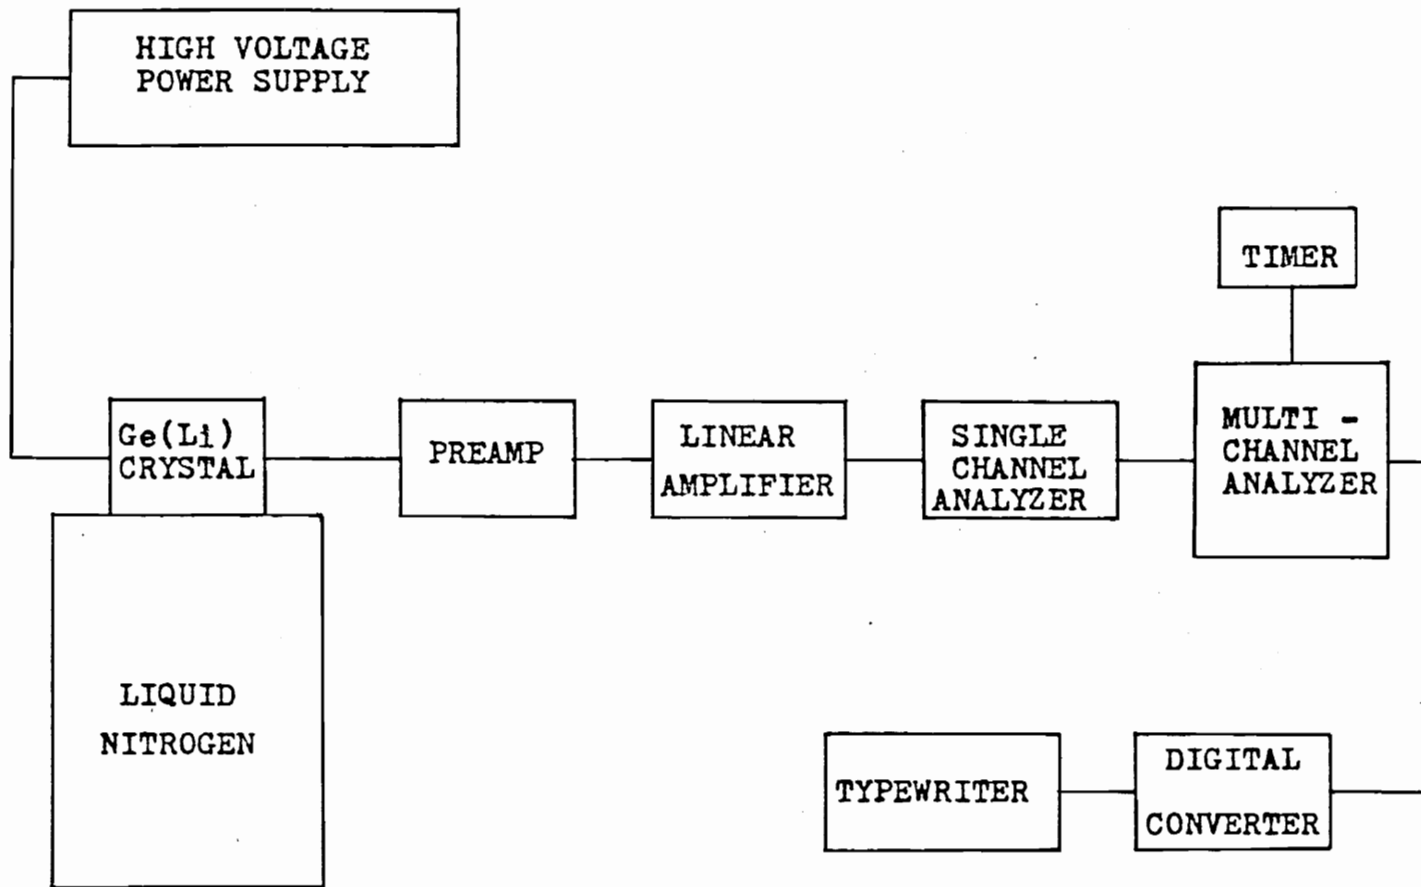 HIGH VOLTAGE
POWER SUPPLY
TIMER
Ge(Li)
CRYSTAL
PREAMP
LINEAR
AMPLIFIER
SINGLE
CHANNEL
ANALYZER
MULTI -
CHANNEL
ANALYZER
LIQUID
NITROGEN
TYPEWRITER
DIGITAL
CONVERTER